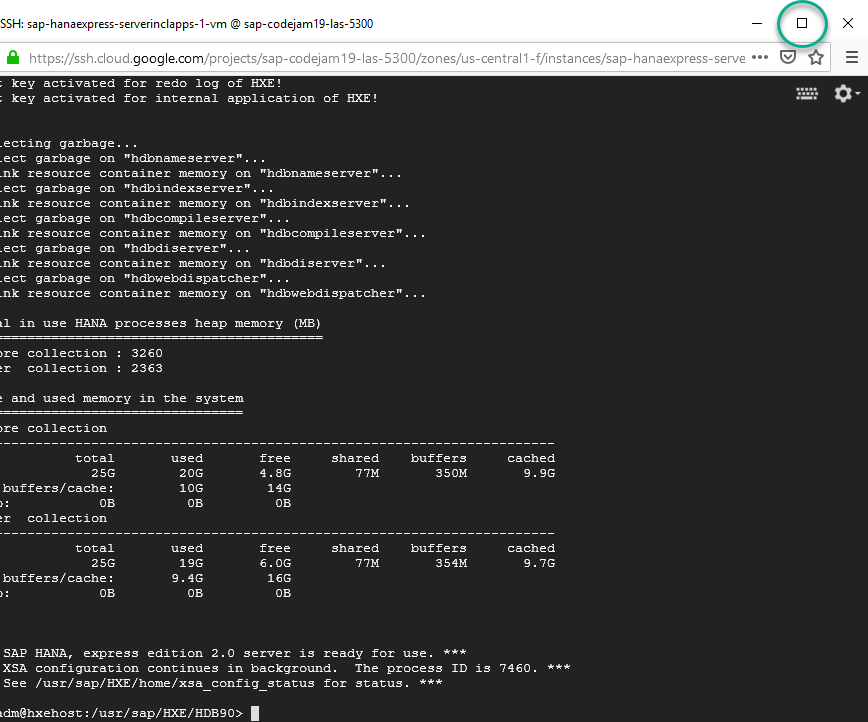 SSH: sap-hanaexpress-serverinclapps-1-vm @ sap-codejam19-las-5300
https://ssh.cloud.google.com/projects/sap-codejam19-las-5300/zones/us-central1-f/instances/sap-hanaexpress-serve
t key activated for redo log of HXE!
t key activated for internal application of HXE!
lecting garbage...
lect garbage on "hdbnameserver"...
ink resource container memory on "hdbnameserver"...
lect garbage on "hdbindexserver"...
ink resource container memory on "hdbindexserver"...
lect garbage on "hdbcompileserver"...
ink resource container memory on "hdbcompileserver"...
lect garbage on "hdbdiserver"...
ink resource container memory on "hdbdiserver"...
lect garbage on "hdbwebdispatcher"...
ink resource container memory on "hdbwebdispatcher"...
al in use HANA processes heap memory (MB)
=========================================
ore collection : 3260
er  collection : 2363
e and used memory in the system
===============================
ore collection
----------------------------------------------------------------------
total used free shared buffers cached
25G 20G 4.8G 77M 350M 9.9G
buffers/cache: 10G 14G
p: 0B 0B 0B
er  collection
----------------------------------------------------------------------
total used free shared buffers cached
25G 19G 6.0G 77M 354M 9.7G
buffers/cache: 9.4G 16G
p: 0B 0B 0B
SAP HANA, express edition 2.0 server is ready for use. ***
XSA configuration continues in background.  The process ID is 7460. ***
See /usr/sap/HXE/home/xsa_config_status for status. ***
adm@hxehost:/usr/sap/HXE/HDB90>